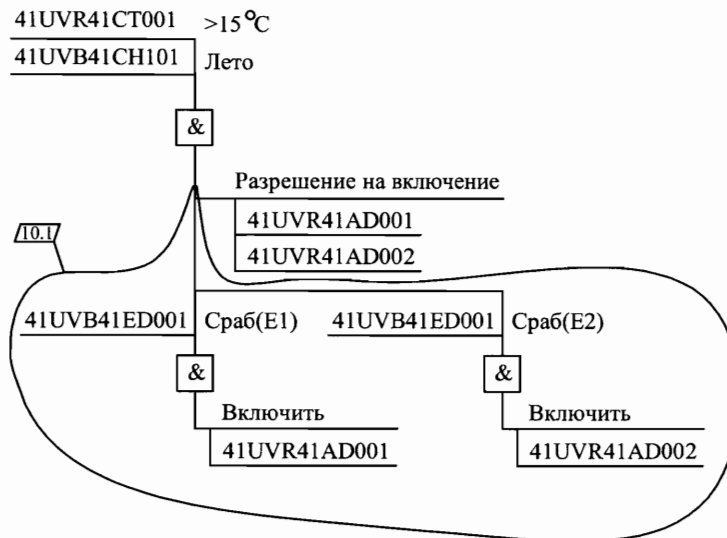 41UVR41CT001 >15°C
41UVB41CH101 Лето
&
Разрешение на включение
41UVR41AD001
10.1
41UVR41AD002
41UVB41ED001 Сраб(E1) 41UVB41ED001 Сраб(E2)
& &
Включить Включить
41UVR41AD001 41UVR41AD002